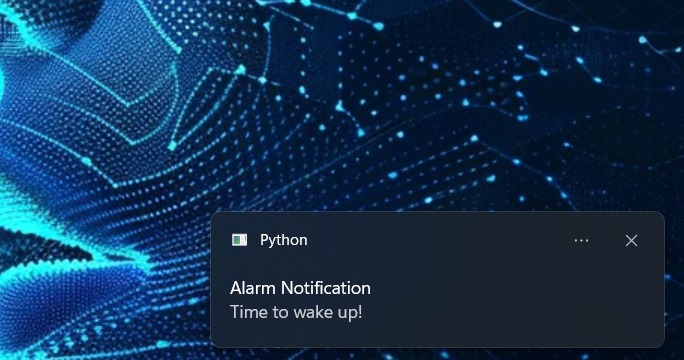 Python
Alarm Notification
Time to wake up!